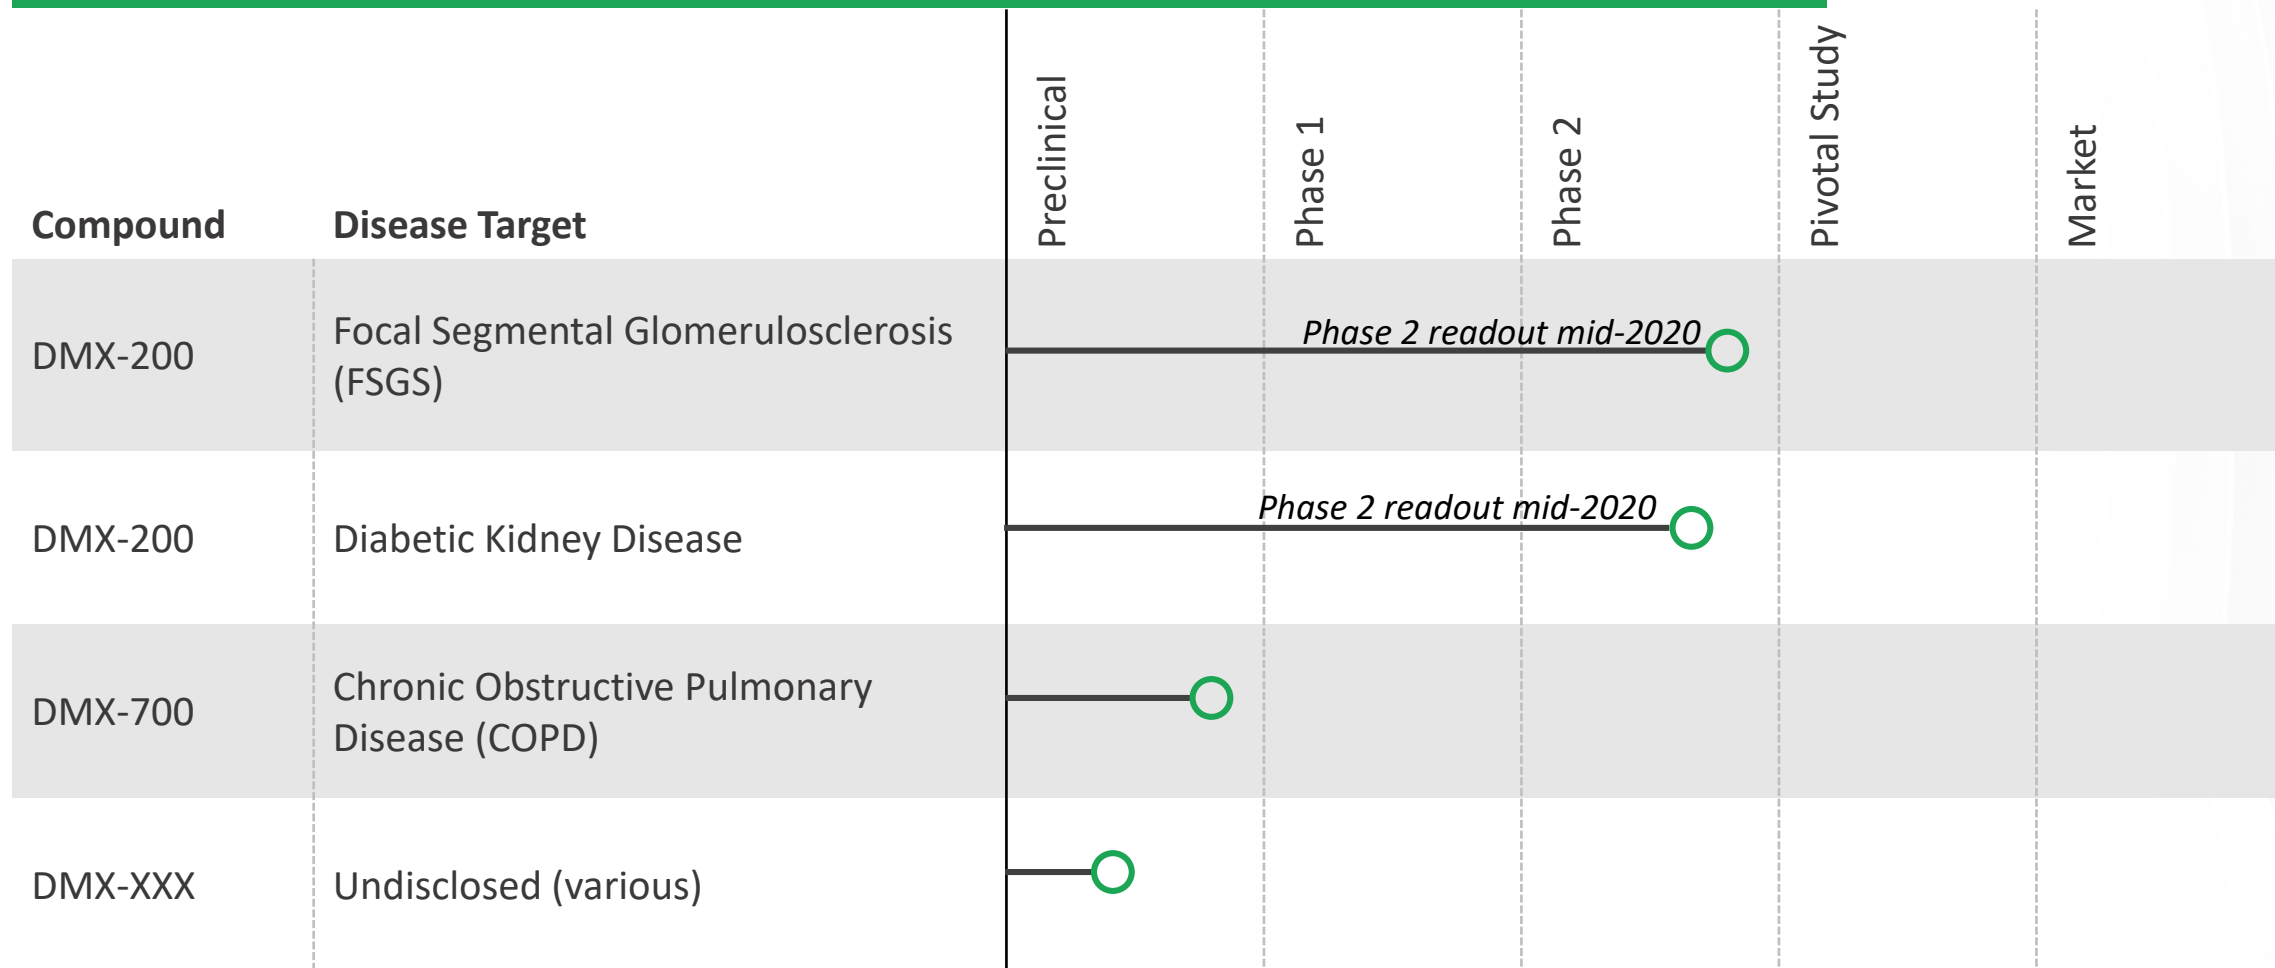 Compound
Disease Target
Preclinical
Phase 1
Phase 2
Pivotal Study
Market
DMX-200
Focal Segmental Glomerulosclerosis
(FSGS)
Phase 2 readout mid-2020
DMX-200
Diabetic Kidney Disease
Phase 2 readout mid-2020
DMX-700
Chronic Obstructive Pulmonary
Disease (COPD)
DMX-XXX
Undisclosed (various)